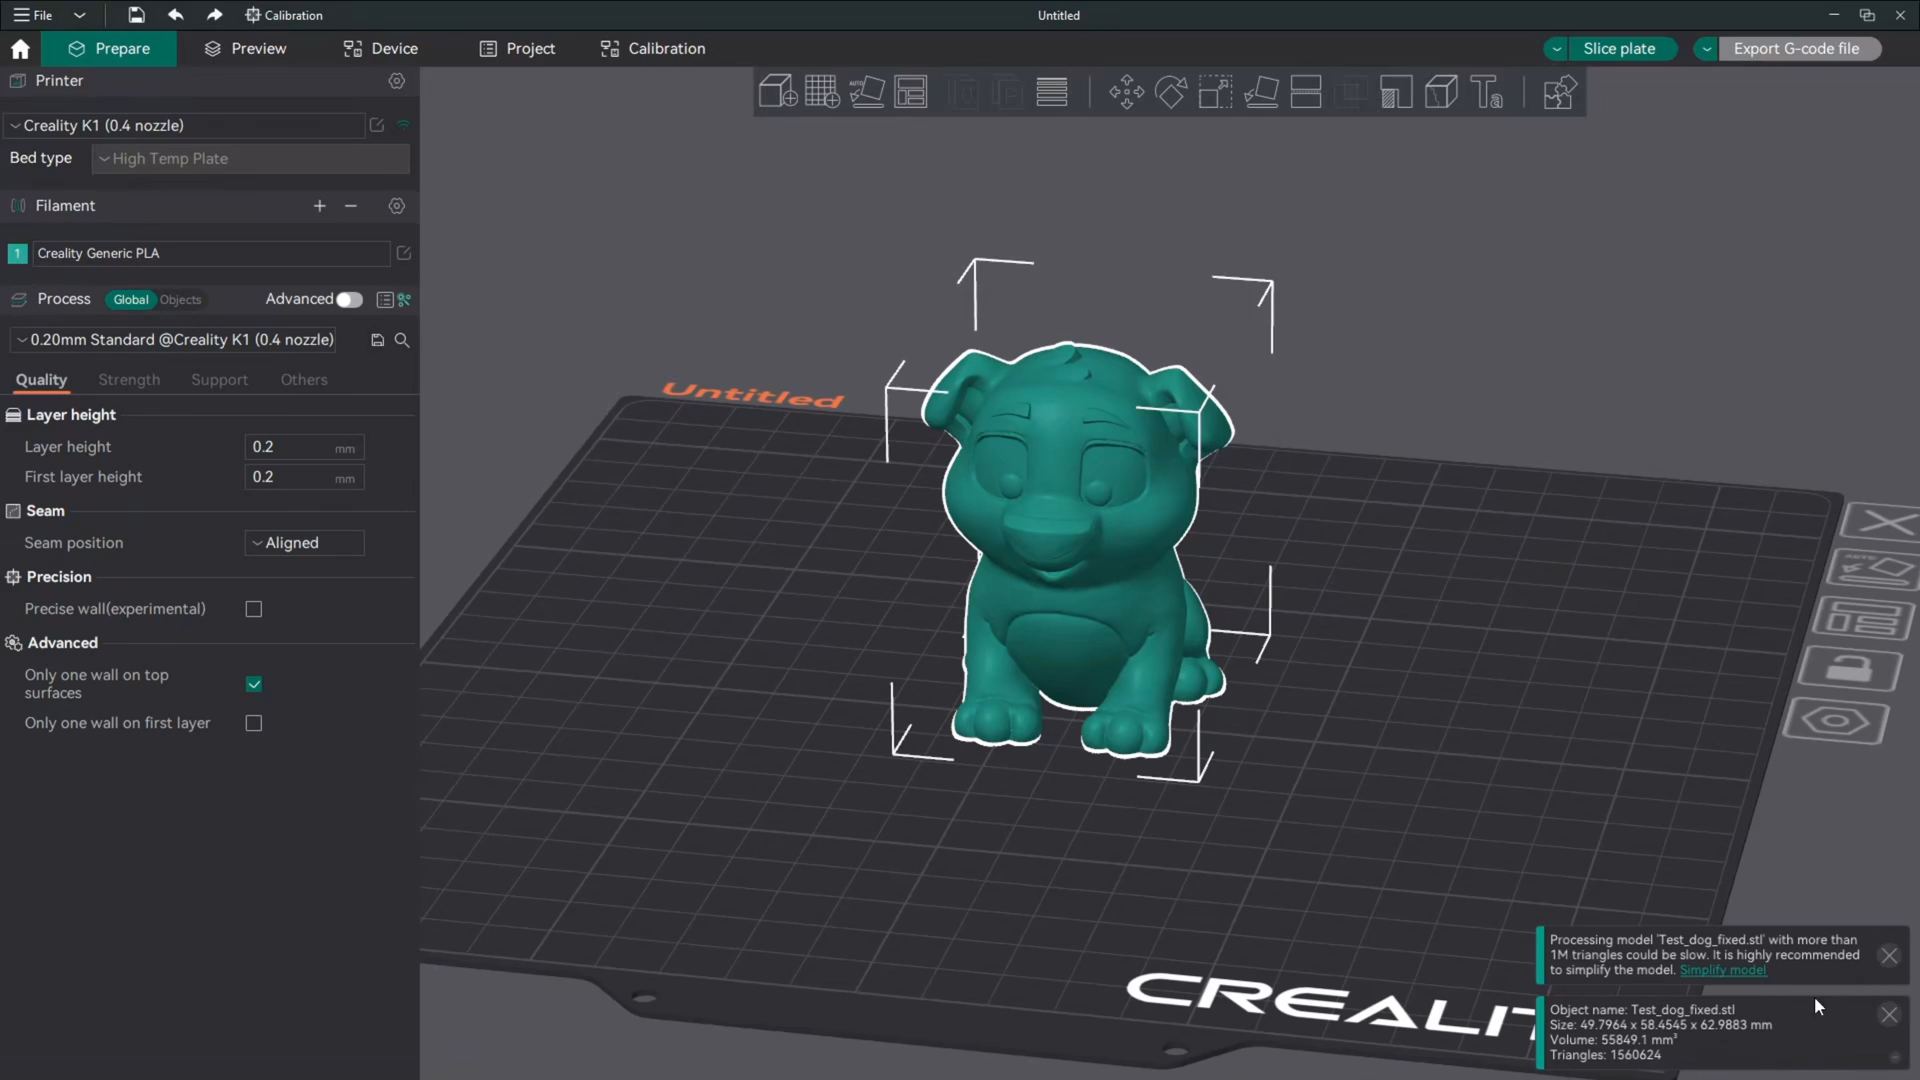 File
Calibration
Untitled
Prepare
Preview
Device
Project
Calibration
Slice plate
Export G-code file
Printer
Creality K1 (0.4 nozzle)
Bed type
High Temp Plate
Filament
1
Creality Generic PLA
Process
Global
Objects
Advanced
0.20mm Standard @Creality K1 (0.4 nozzle)
Quality
Strength
Support
Others
Layer height
Layer height
0.2
mm
First layer height
0.2
mm
Seam
Seam position
Aligned
Precision
Precise wall(experimental)
Advanced
Only one wall on top
surfaces
Only one wall on first layer
AUTO
Untitled
AUTO
CREALIT
Processing model 'Test_dog_fixed.stl' with more than
1M triangles could be slow. It is highly recommended
to simplify the model. Simplify model
Object name: Test_dog_fixed.stl
Size: 49.7964 x 58.4545 x 62.9883 mm
Volume: 55849.1 mm³
Triangles: 1560624